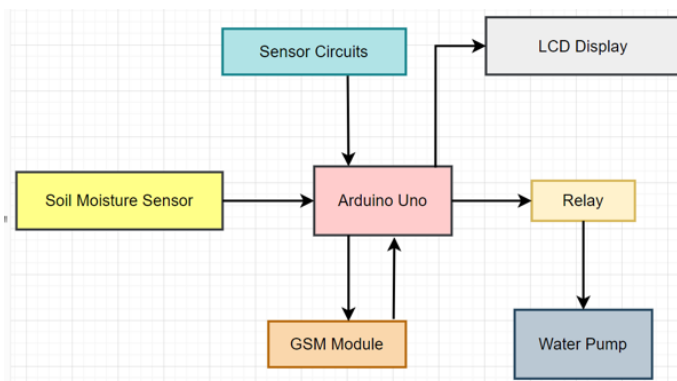 Sensor Circuits
LCD Display
Soil Moisture Sensor
Arduino Uno
Relay
GSM Module
Water Pump